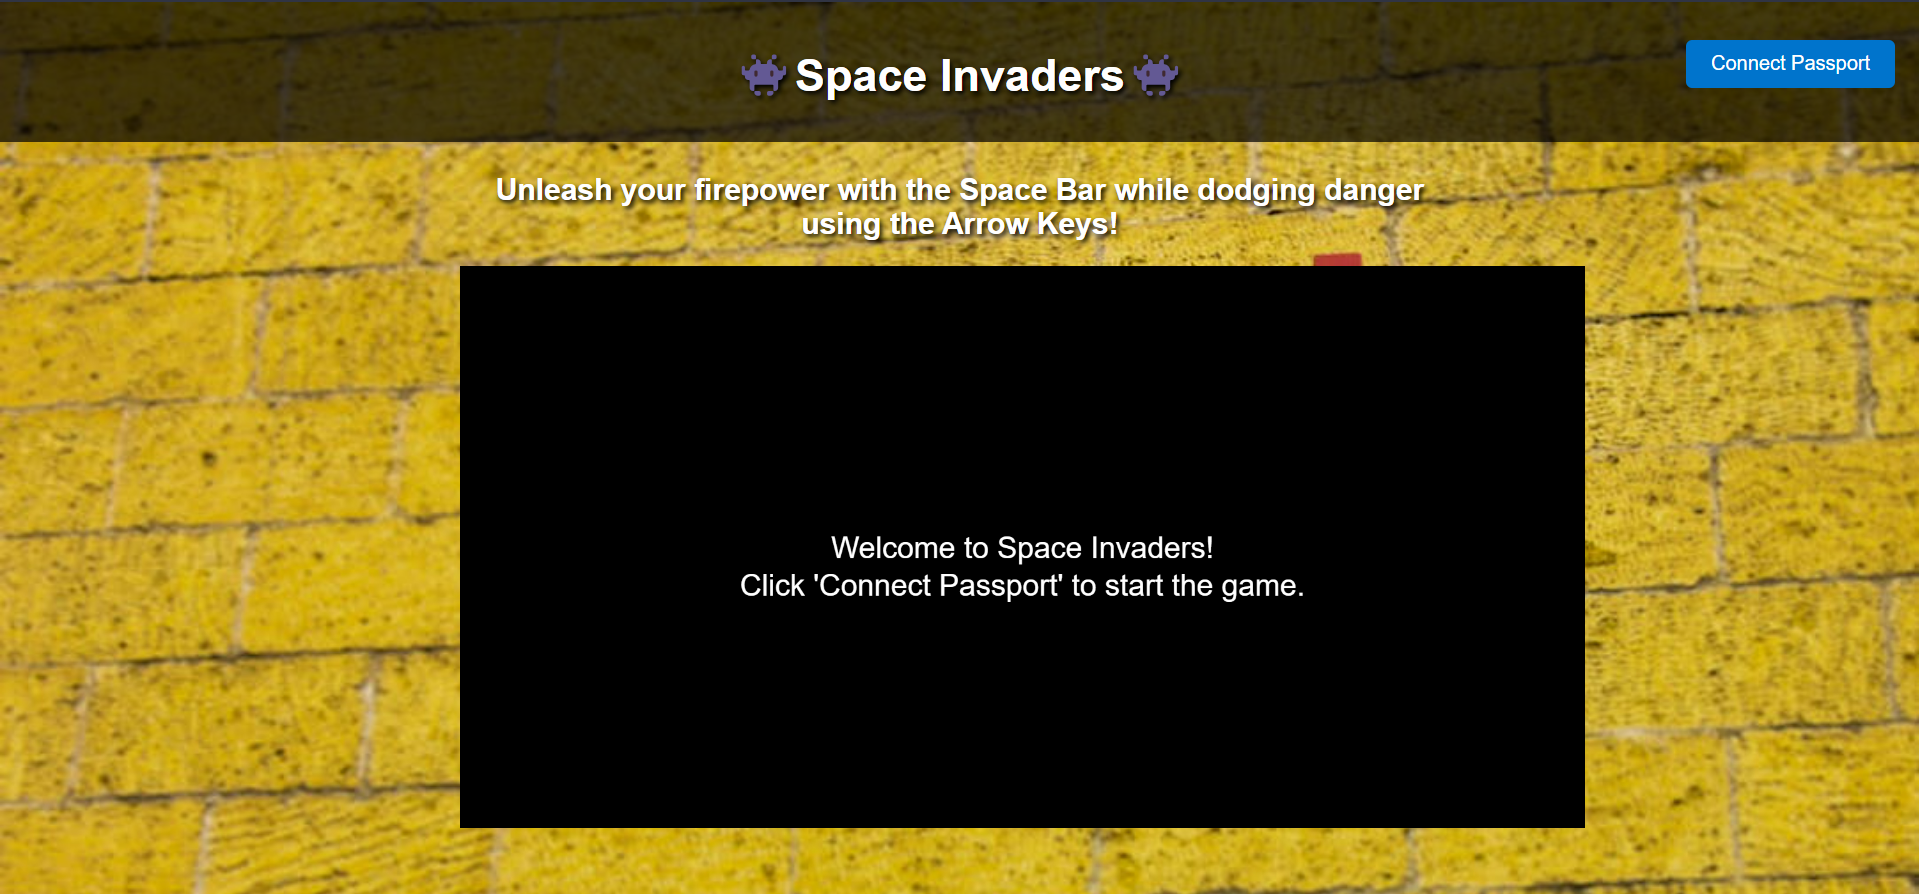 👾Space Invaders👾
Connect Passport
Unleash your firepower with the Space Bar while dodging danger
using the Arrow Keys!
Welcome to Space Invaders!
Click 'Connect Passport' to start the game.